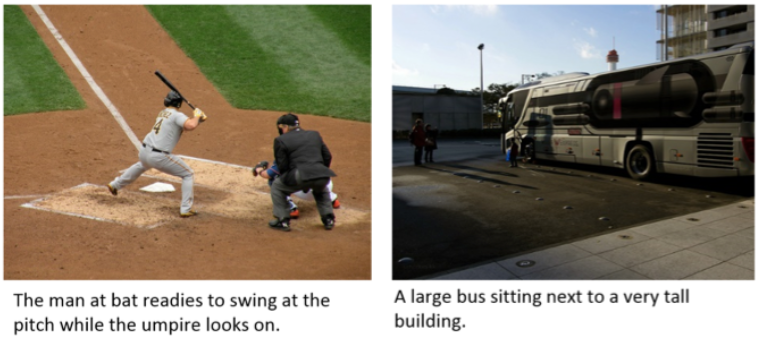 The man at bat readies to swing at the
pitch while the umpire looks on.
A large bus sitting next to a very tall
building.